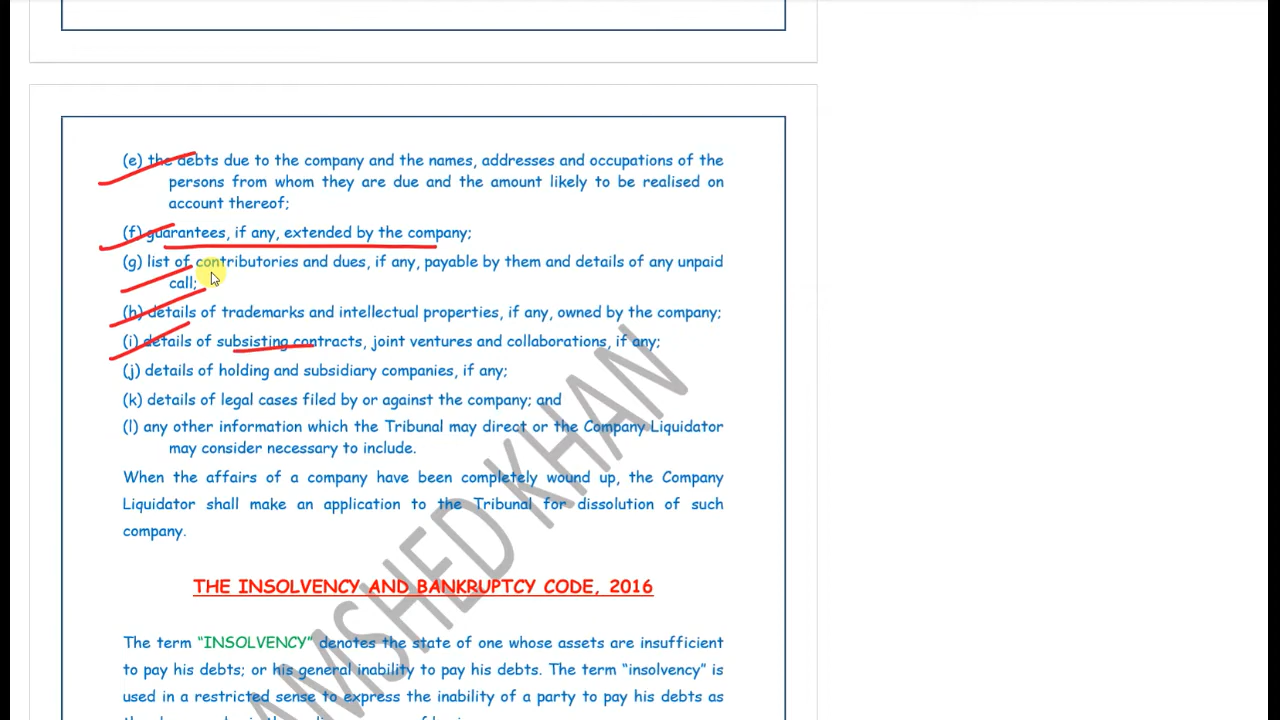 (e) the debts due to the company and the names, addresses and occupations of the
persons from whom they are due and the amount likely to be realised on
account thereof;
(f) guarantees, if any, extended by the company;
(g) list of contributories and dues, if any, payable by them and details of any unpaid
call;
(h) details of trademarks and intellectual properties, if any, owned by the company;
(i) details of subsisting contracts, joint ventures and collaborations, if any;
(j) details of holding and subsidiary companies, if any;
(k) details of legal cases filed by or against the company; and
(l) any other information which the Tribunal may direct or the Company Liquidator
may consider necessary to include.
When the affairs of a company have been completely wound up, the Company
Liquidator shall make an application to the Tribunal for dissolution of such
company.
THE INSOLVENCY AND BANKRUPTCY CODE, 2016
The term “INSOLVENCY” denotes the state of one whose assets are insufficient
to pay his debts; or his general inability to pay his debts. The term “insolvency” is
used in a restricted sense to express the inability of a party to pay his debts as
AMSHED KHAN